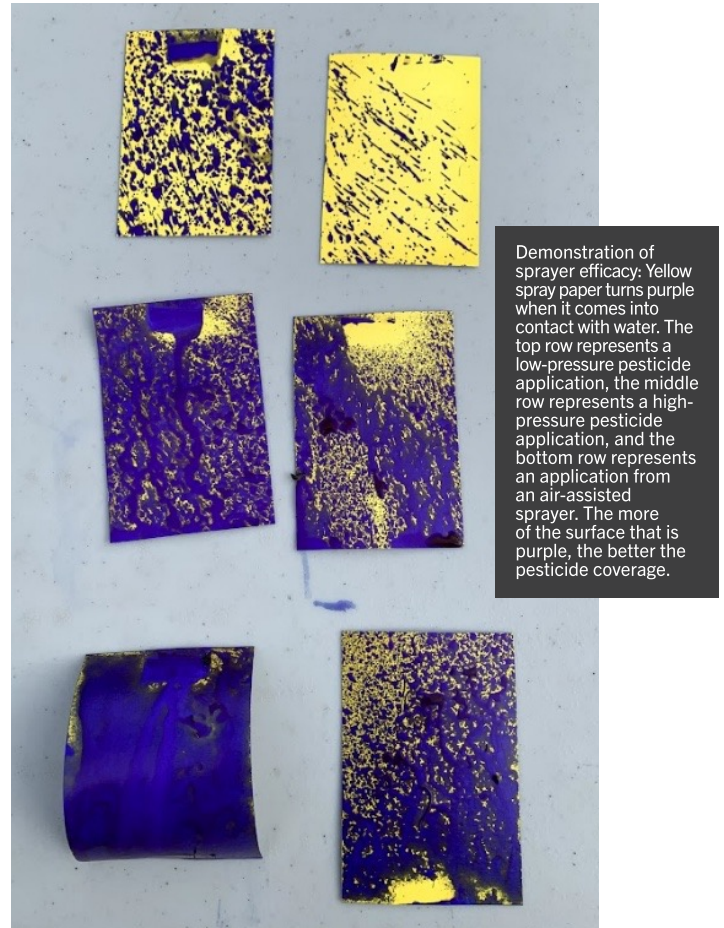 Demonstration of
sprayer efficacy: Yellow
spray paper turns purple
when it comes into
contact with water. The
top row represents a
low-pressure pesticide
application, the middle
row represents a high-
pressure pesticide
application, and the
bottom row represents
an application from
an air-assisted
sprayer. The more
of the surface that is
purple, the better the
pesticide coverage.